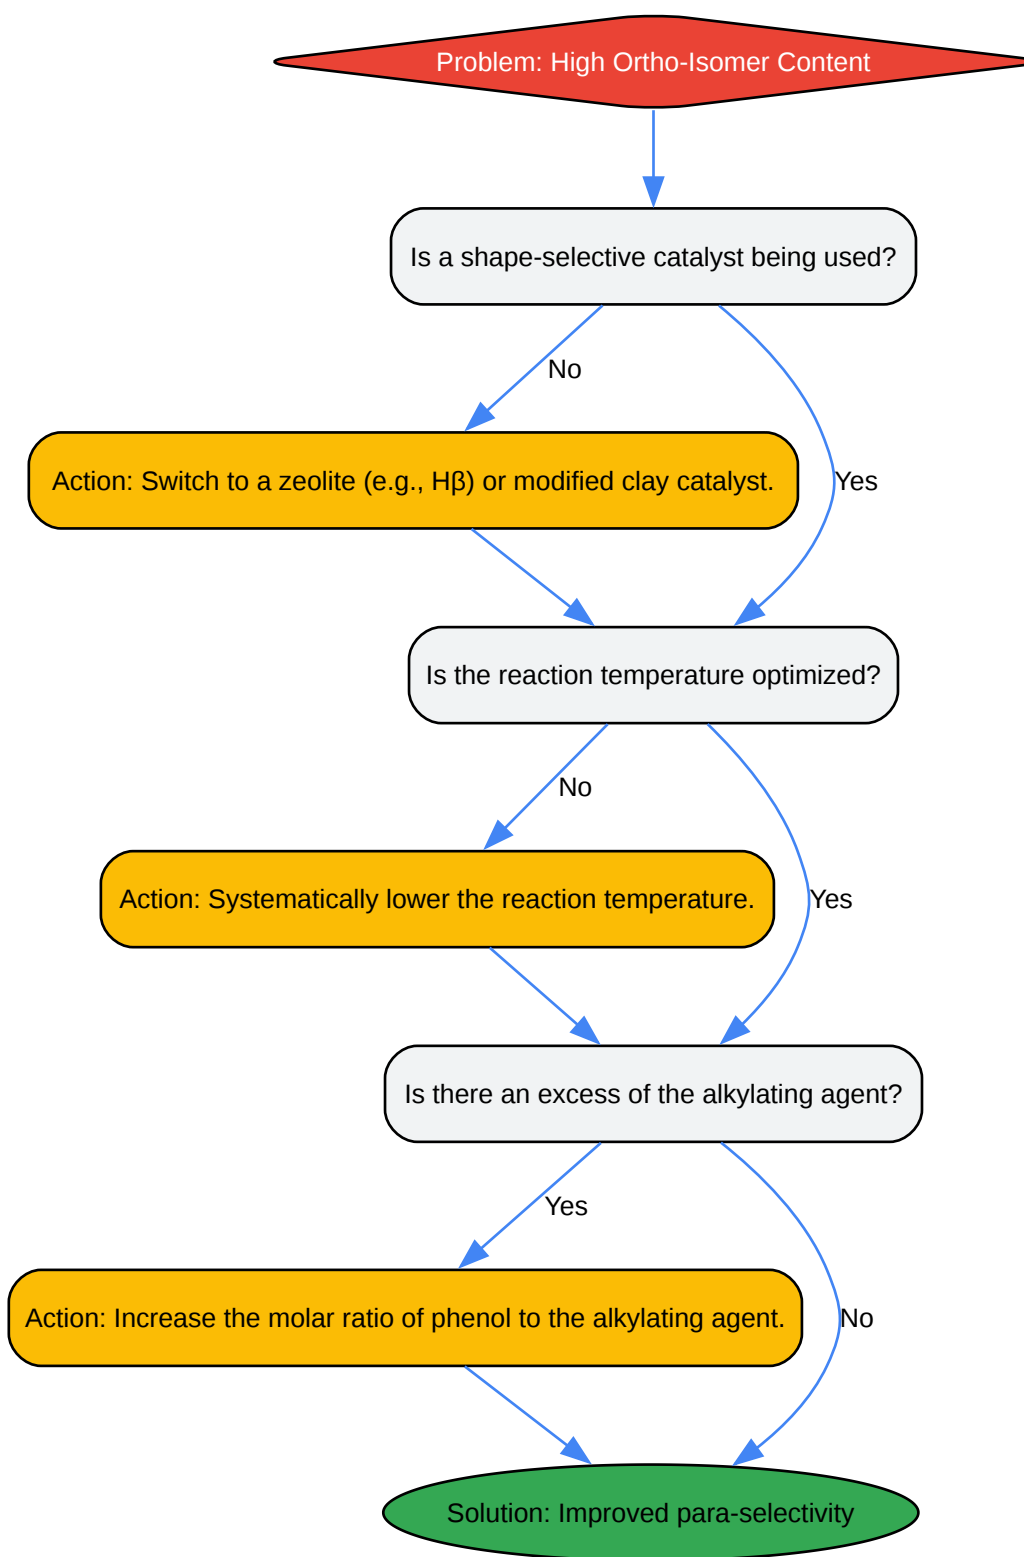 Problem: High Ortho-Isomer Content
Is a shape-selective catalyst being used?
No
Action: Switch to a zeolite (e.g., Hβ) or modified clay catalyst.
Yes
Is the reaction temperature optimized?
No
Action: Systematically lower the reaction temperature.
Yes
Is there an excess of the alkylating agent?
Yes
Action: Increase the molar ratio of phenol to the alkylating agent.
No
Solution: Improved para-selectivity